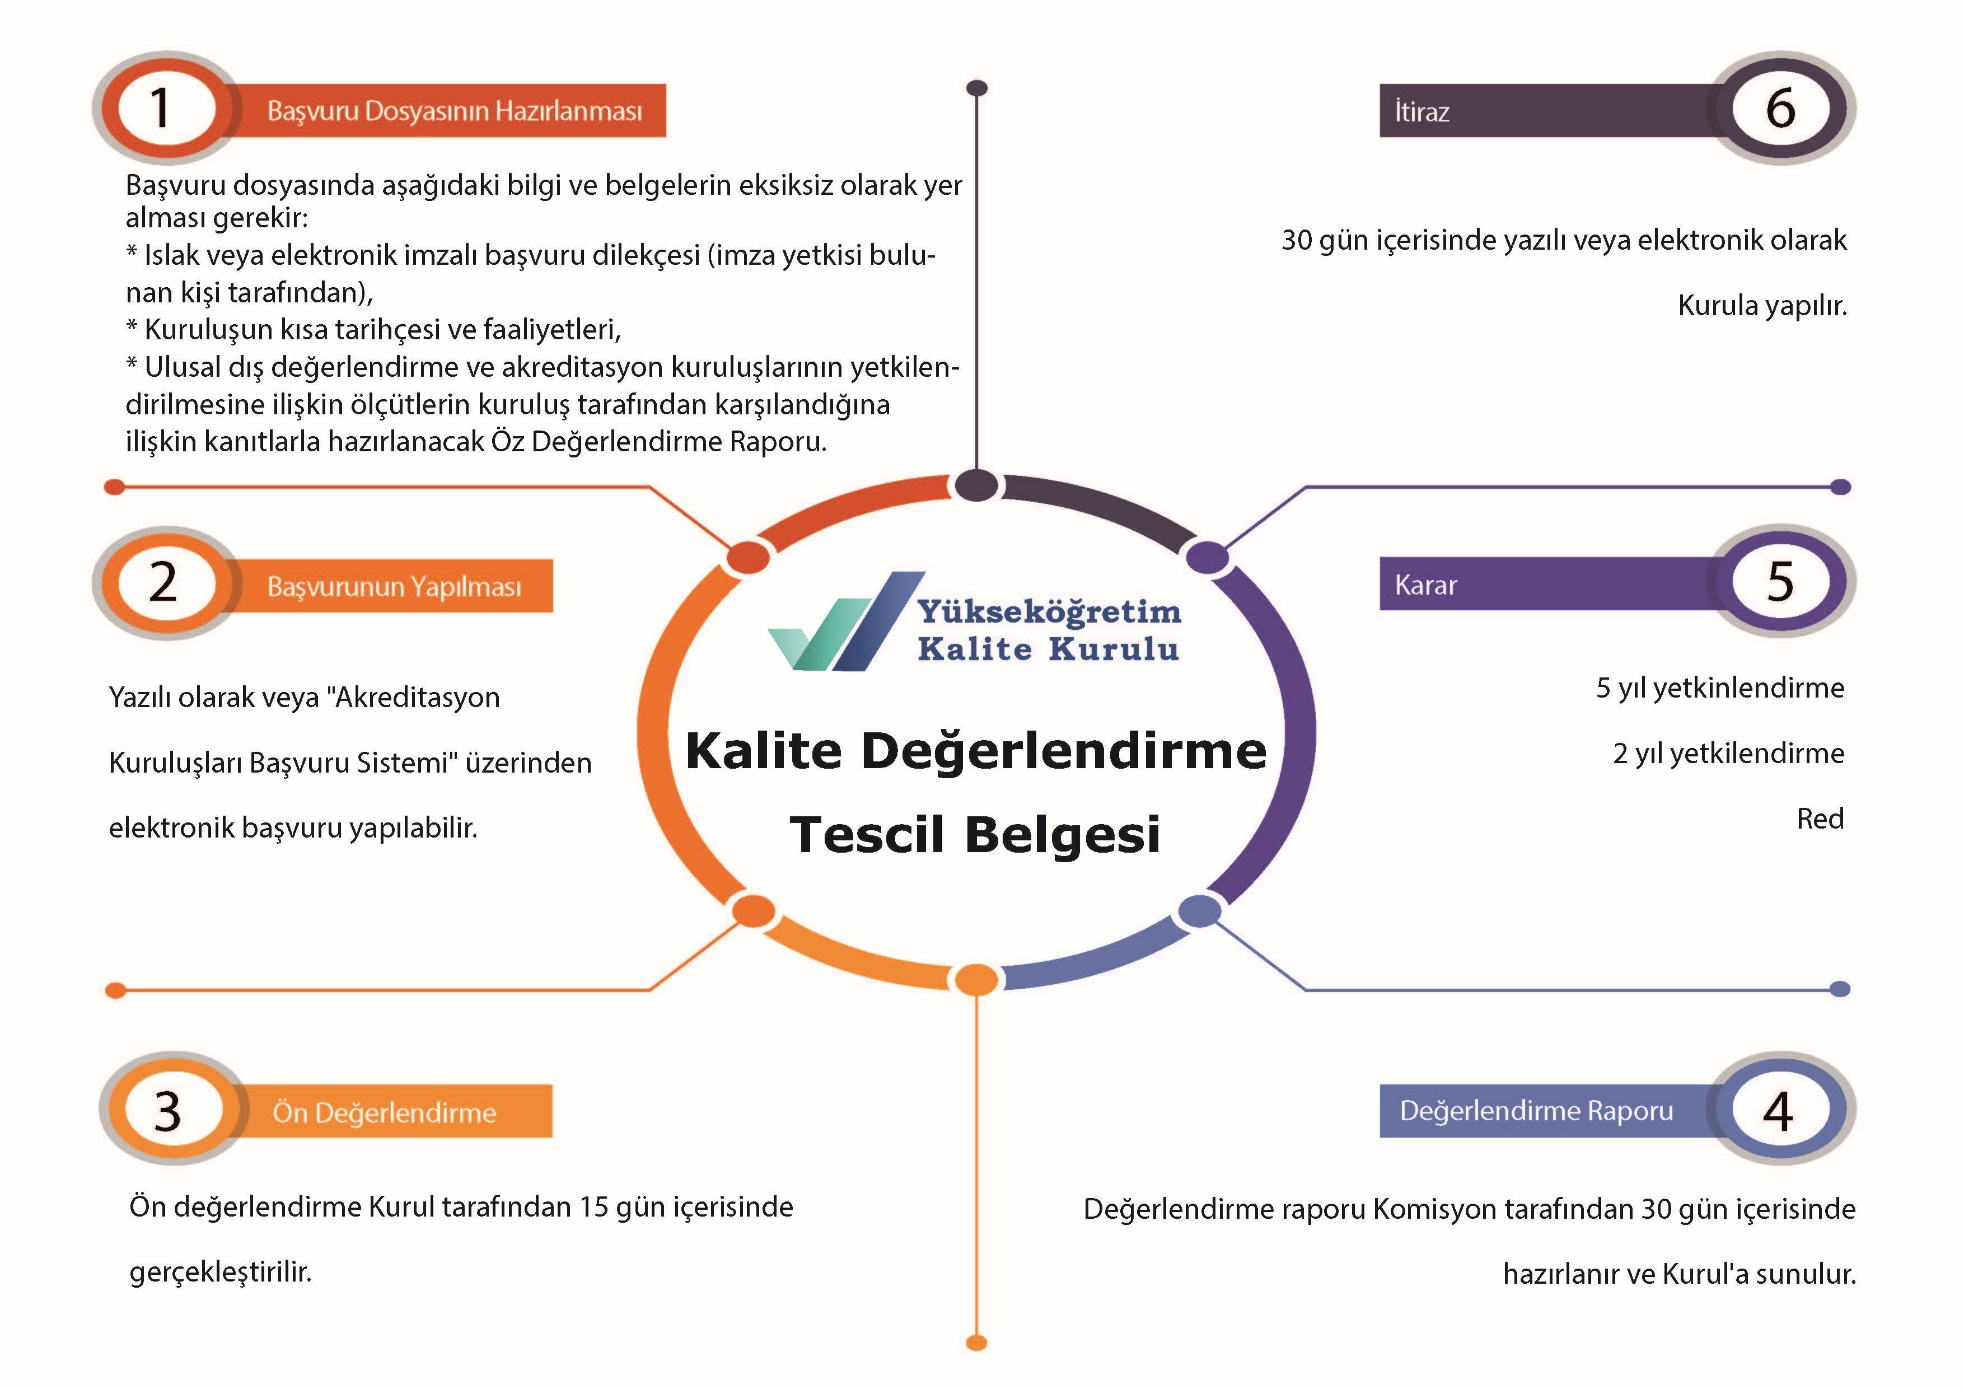 1
Başvuru Dosyasının Hazırlanması
Başvuru dosyasında aşağıdaki bilgi ve belgelerin eksiksiz olarak yer
alması gerekir:
* Islak veya elektronik imzalı başvuru dilekçesi (imza yetkisi bulu-
nan kişi tarafından),
* Kuruluşun kısa tarihçesi ve faaliyetleri,
* Ulusal dış değerlendirme ve akreditasyon kuruluşlarının yetkilen-
dirilmesine ilişkin ölçütlerin kuruluş tarafından karşılandığına
ilişkin kanıtlarla hazırlanacak Öz Değerlendirme Raporu.
2
Başvurunun Yapılması
Yazılı olarak veya "Akreditasyon
Kuruluşları Başvuru Sistemi" üzerinden
elektronik başvuru yapılabilir.
3
Ön Değerlendirme
Ön değerlendirme Kurul tarafından 15 gün içerisinde
gerçekleştirilir.
Yükseköğretim
Kalite Kurulu
Kalite Değerlendirme
Tescil Belgesi
4
Değerlendirme Raporu
Değerlendirme raporu Komisyon tarafından 30 gün içerisinde
hazırlanır ve Kurul'a sunulur.
5
Karar
5 yıl yetkinlendirme
2 yıl yetkilendirme
Red
6
İtiraz
30 gün içerisinde yazılı veya elektronik olarak
Kurula yapılır.